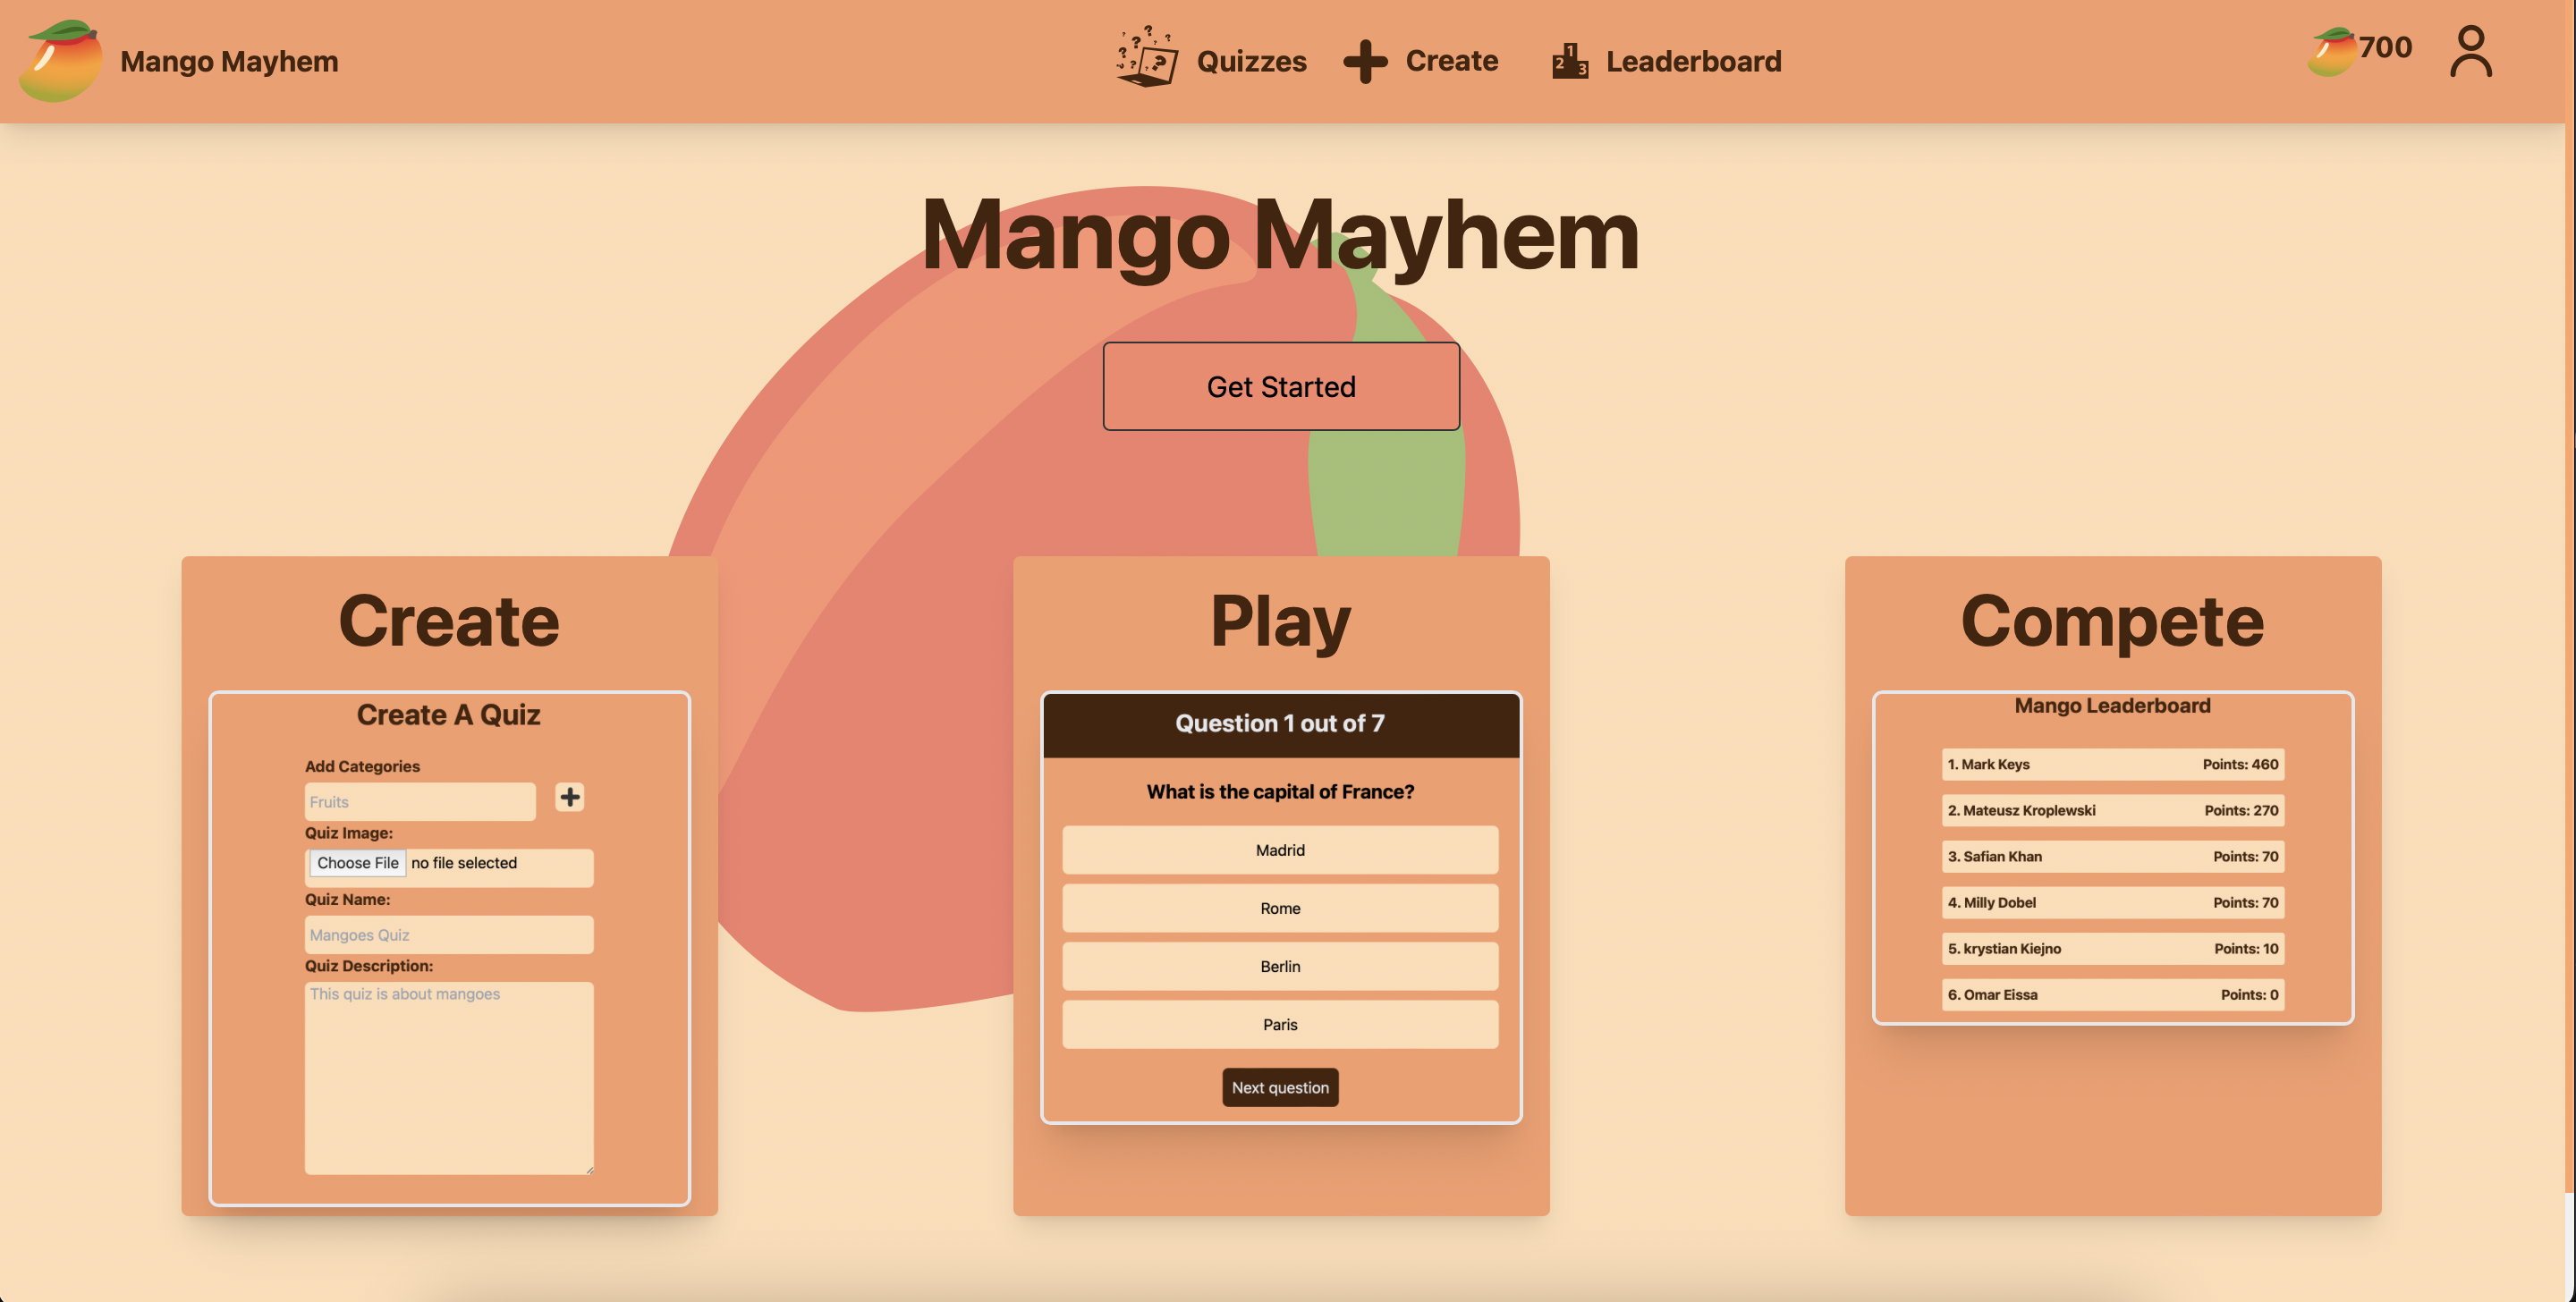 Mango Mayhem
Quizzes
Create
1
2
3
Leaderboard
700
Mango Mayhem
Get Started
Create
Create A Quiz
Add Categories
Fruits
Quiz Image:
Choose File no file selected
Quiz Name:
Mangoes Quiz
Quiz Description:
This quiz is about mangoes
Play
Question 1 out of 7
What is the capital of France?
Madrid
Rome
Berlin
Paris
Next question
Compete
Mango Leaderboard
1. Mark Keys Points: 460
2. Mateusz Kroplewski Points: 270
3. Safian Khan Points: 70
4. Milly Dobel Points: 70
5. krystian Kiejno Points: 10
6. Omar Eissa Points: 0